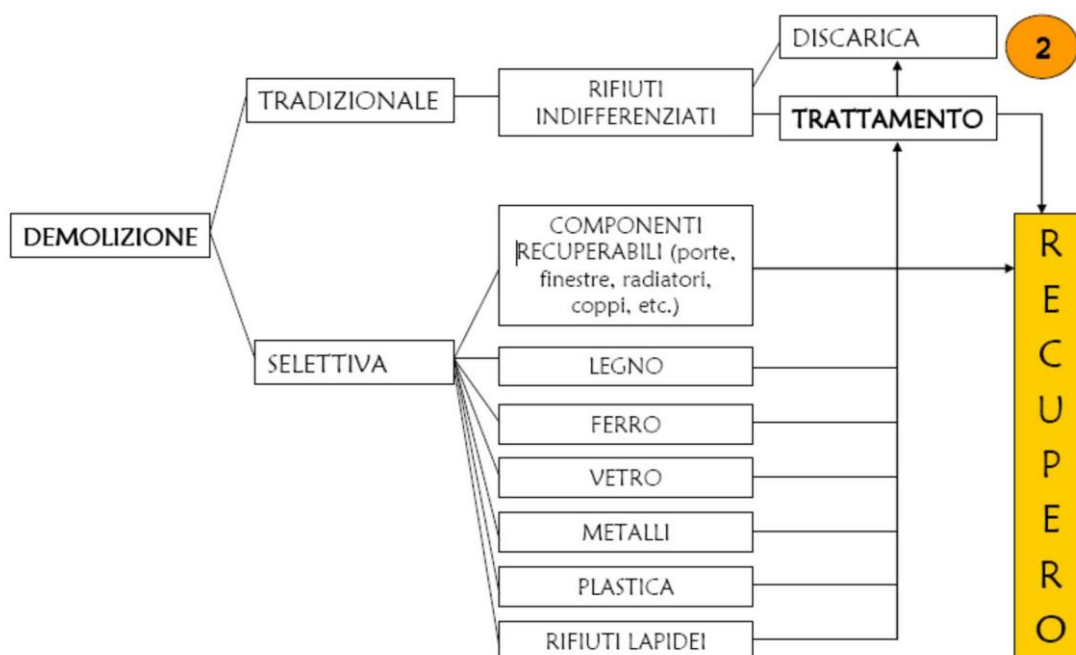 DISCARICA
2
TRADIZIONALE
RIFIUTI
INDIFFERENZIATI
TRATTAMENTO
DEMOLIZIONE
COMPONENTI
RECUPERABILI (porte,
finestre, radiatori,
coppi, etc.)
SELETTIVA
LEGNO
FERRO
VETRO
METALLI
PLASTICA
RIFIUTI LAPIDEI
R
E
C
U
P
E
R
O